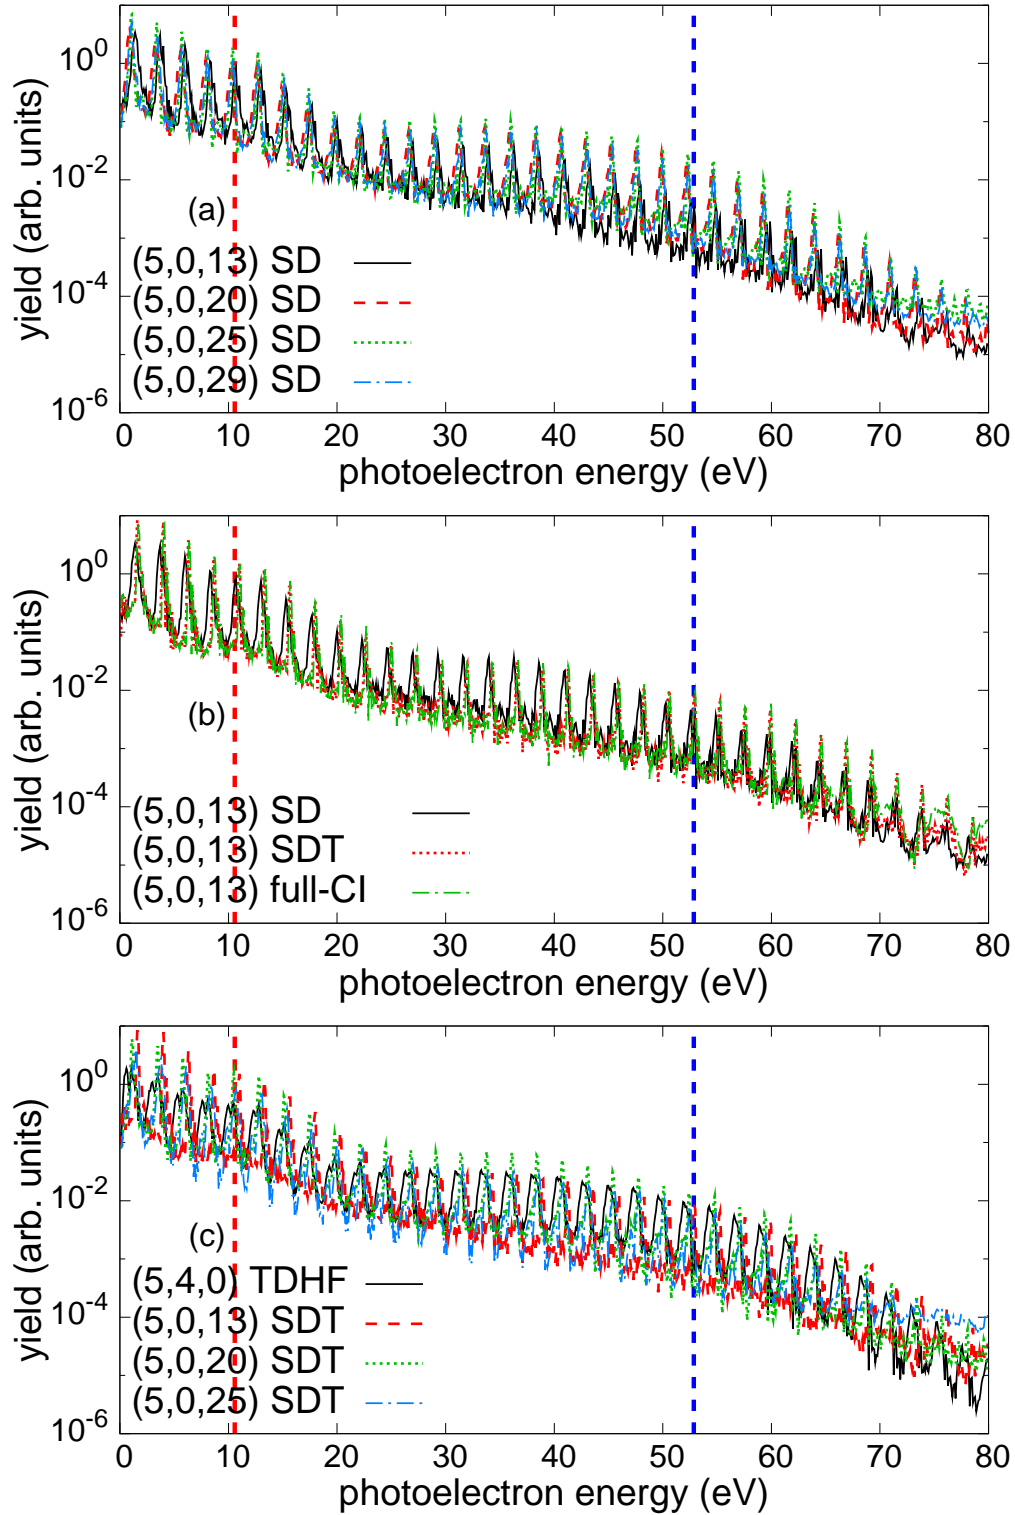 yield (arb. units)
10^0
10^-2
10^-4
10^-6
(a)
(5,0,13) SD
(5,0,20) SD
(5,0,25) SD
(5,0,29) SD
0 10 20 30 40 50 60 70 80
photoelectron energy (eV)
yield (arb. units)
10^0
10^-2
10^-4
10^-6
(b)
(5,0,13) SD
(5,0,13) SDT
(5,0,13) full-CI
0 10 20 30 40 50 60 70 80
photoelectron energy (eV)
yield (arb. units)
10^0
10^-2
10^-4
10^-6
(c)
(5,4,0) TDHF
(5,0,13) SDT
(5,0,20) SDT
(5,0,25) SDT
0 10 20 30 40 50 60 70 80
photoelectron energy (eV)